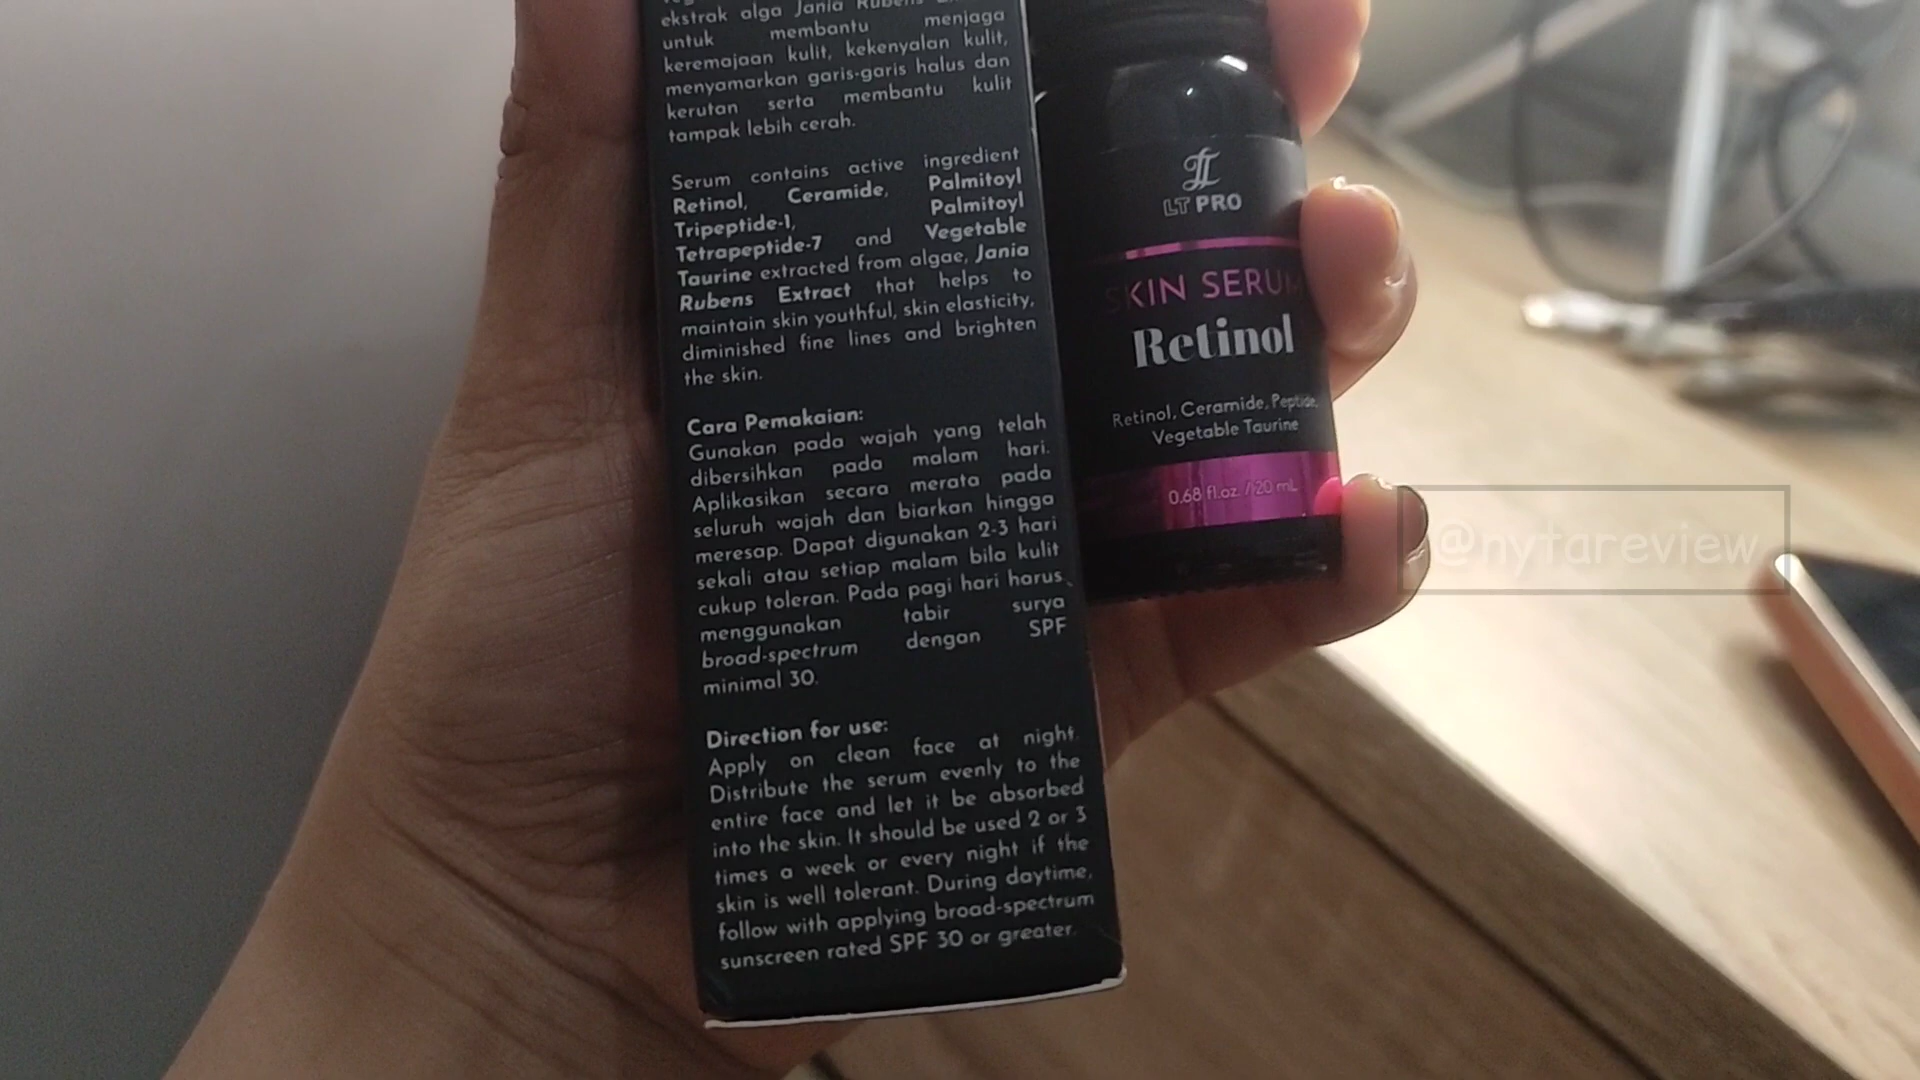 ekstrak alga Jania Rubens
untuk membantu menjaga
keremajaan kulit, kekenyalan kulit,
menyamarkan garis-garis halus dan
kerutan serta membantu kulit
tampak lebih cerah.
Serum contains active ingredient
Retinol, Ceramide, Palmitoyl
Tripeptide-1, Palmitoyl
Tetrapeptide-7 and Vegetable
Taurine extracted from algae, Jania
Rubens Extract that helps to
maintain skin youthful, skin elasticity,
diminished fine lines and brighten
the skin.
Cara Pemakaian:
Gunakan pada wajah yang telah
dibersihkan pada malam hari.
Aplikasikan secara merata pada
seluruh wajah dan biarkan hingga
meresap. Dapat digunakan 2-3 hari
sekali atau setiap malam bila kulit
cukup toleran. Pada pagi hari harus
menggunakan tabir surya
broad-spectrum dengan SPF
minimal 30.
Direction for use:
Apply on clean face at night.
Distribute the serum evenly to the
entire face and let it be absorbed
into the skin. It should be used 2 or 3
times a week or every night if the
skin is well tolerant. During daytime,
follow with applying broad-spectrum
sunscreen rated SPF 30 or greater.
LT PRO
SKIN SERUM
Retinol
Retinol, Ceramide, Peptide,
Vegetable Taurine
0.68 fl.oz. / 20 mL
@nytareview